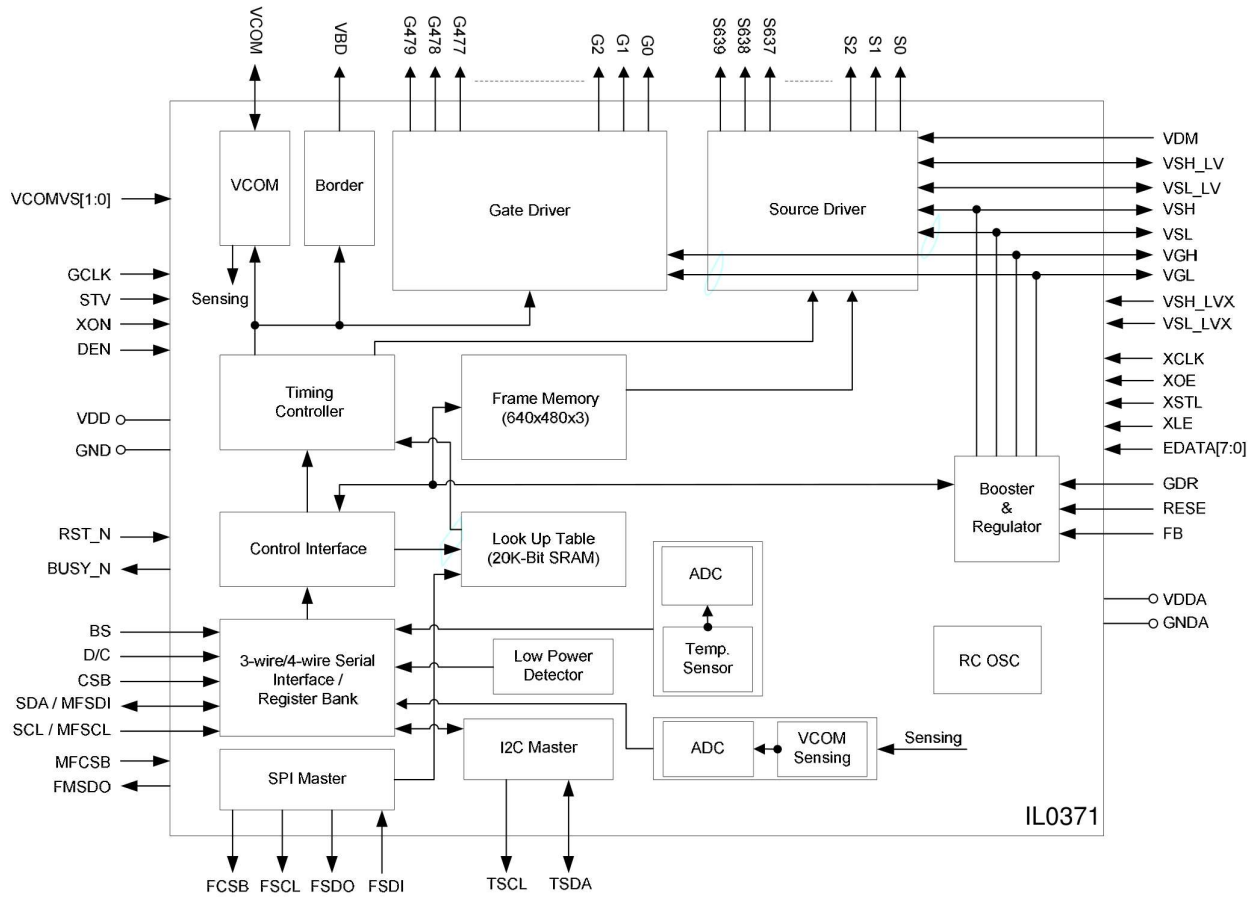 VCOM
VBD
G479
G478
G477
G2
G1
G0
S639
S638
S637
S2
S1
S0
VCOM
Border
Gate Driver
Source Driver
VCOMVS[1:0]
GCLK
STV
XON
DEN
VDD
GND
RST_N
BUSY_N
BS
D/C
CSB
SDA / MFSDI
SCL / MFSCL
MFCSB
FMSDO
VDM
VSH_LV
VSL_LV
VSH
VSL
VGH
VGL
VSH_LVX
VSL_LVX
XCLK
XOE
XSTL
XLE
EDATA[7:0]
GDR
RESE
FB
VDDA
GNDA
Sensing
Timing
Controller
Frame Memory
(640x480x3)
Booster
&
Regulator
Control Interface
Look Up Table
(20K-Bit SRAM)
ADC
Temp.
Sensor
RC OSC
3-wire/4-wire Serial
Interface /
Register Bank
Low Power
Detector
I2C Master
ADC
VCOM
Sensing
Sensing
SPI Master
IL0371
FCSB
FSCL
FSDO
FSDI
TSCL
TSDA